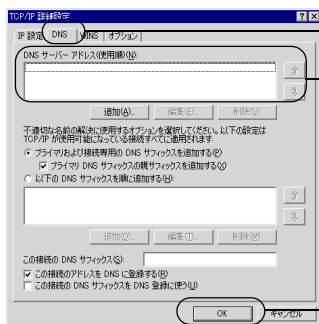 TCP/IP 詳細設定
IP 設定 DNS WINS オプション
DNS サーバー アドレス(使用順)(N):
追加(A)... 編集(E)... 削除(V)
不適切な名前の解決に使用するオプションを選択してください。以下の設定は
TCP/IP が使用可能になっている接続すべてに適用されます:
プライマリおよび接続専用の DNS サフィックスを追加する(P)
プライマリ DNS サフィックスの親サフィックスを追加する(X)
以下の DNS サフィックスを順に追加する(H):
追加(D)... 編集(E)... 削除(M)
この接続の DNS サフィックス(S):
この接続のアドレスを DNS に登録する(R)
この接続の DNS サフィックスを DNS 登録に使う(U)
OK キャンセル